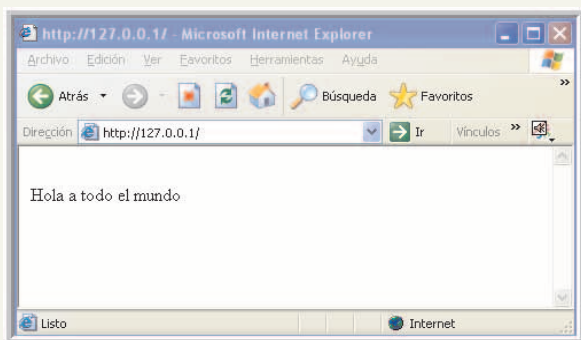 http://127.0.0.1/ - Microsoft Internet Explorer
Archivo Edición Ver Favoritos Herramientas Ayuda
Atrás Búsqueda Favoritos »
Dirección http://127.0.0.1/ Ir Vínculos »
Hola a todo el mundo
Listo Internet